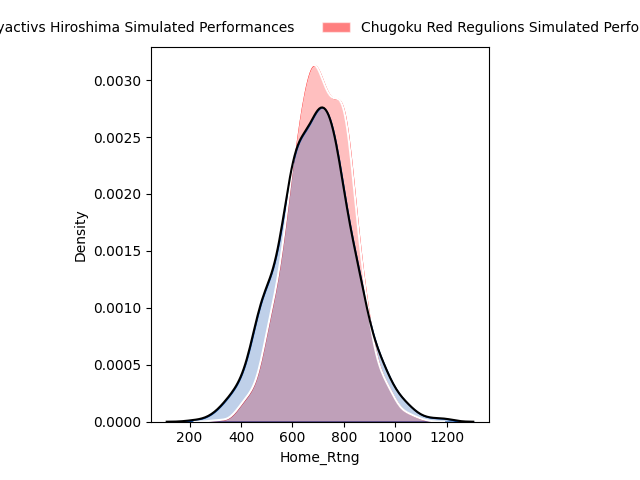 yactivs Hiroshima Simulated Performances Chugoku Red Regulions Simulated Perfo
0.0030
0.0025
0.0020
0.0015
0.0010
0.0005
0.0000
Density
200 400 600 800 1000 1200
Home_Rtng